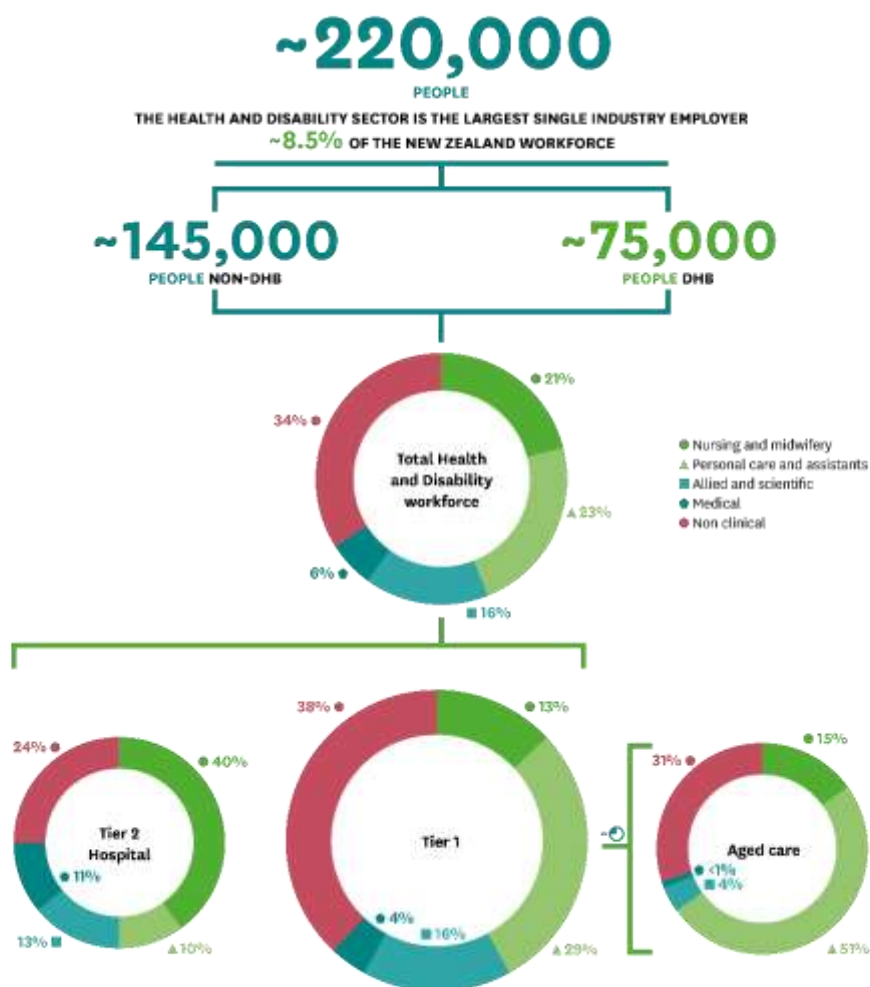 ~220,000
PEOPLE
THE HEALTH AND DISABILITY SECTOR IS THE LARGEST SINGLE INDUSTRY EMPLOYER
~8.5% OF THE NEW ZEALAND WORKFORCE
~145,000
PEOPLE NON-DHB
~75,000
PEOPLE DHB
21%
34%
Total Health
and Disability
workforce
23%
6%
16%
Nursing and midwifery
Personal care and assistants
Allied and scientific
Medical
Non clinical
24%
40%
Tier 2
Hospital
11%
13%
10%
38%
13%
Tier 1
4%
16%
29%
~
15%
31%
Aged care
<1%
4%
51%